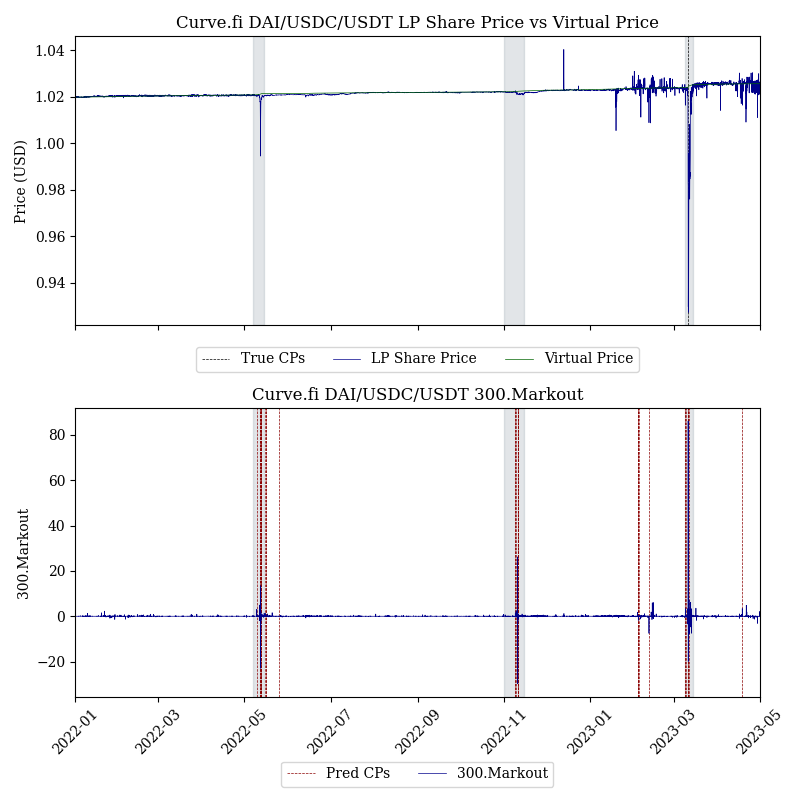 Curve.fi DAI/USDC/USDT LP Share Price vs Virtual Price
1.04
1.02
1.00
0.98
0.96
0.94
Price (USD)
True CPs
LP Share Price
Virtual Price
Curve.fi DAI/USDC/USDT 300.Markout
80
60
40
20
0
−20
300.Markout
2022-01
2022-03
2022-05
2022-07
2022-09
2022-11
2023-01
2023-03
2023-05
Pred CPs
300.Markout